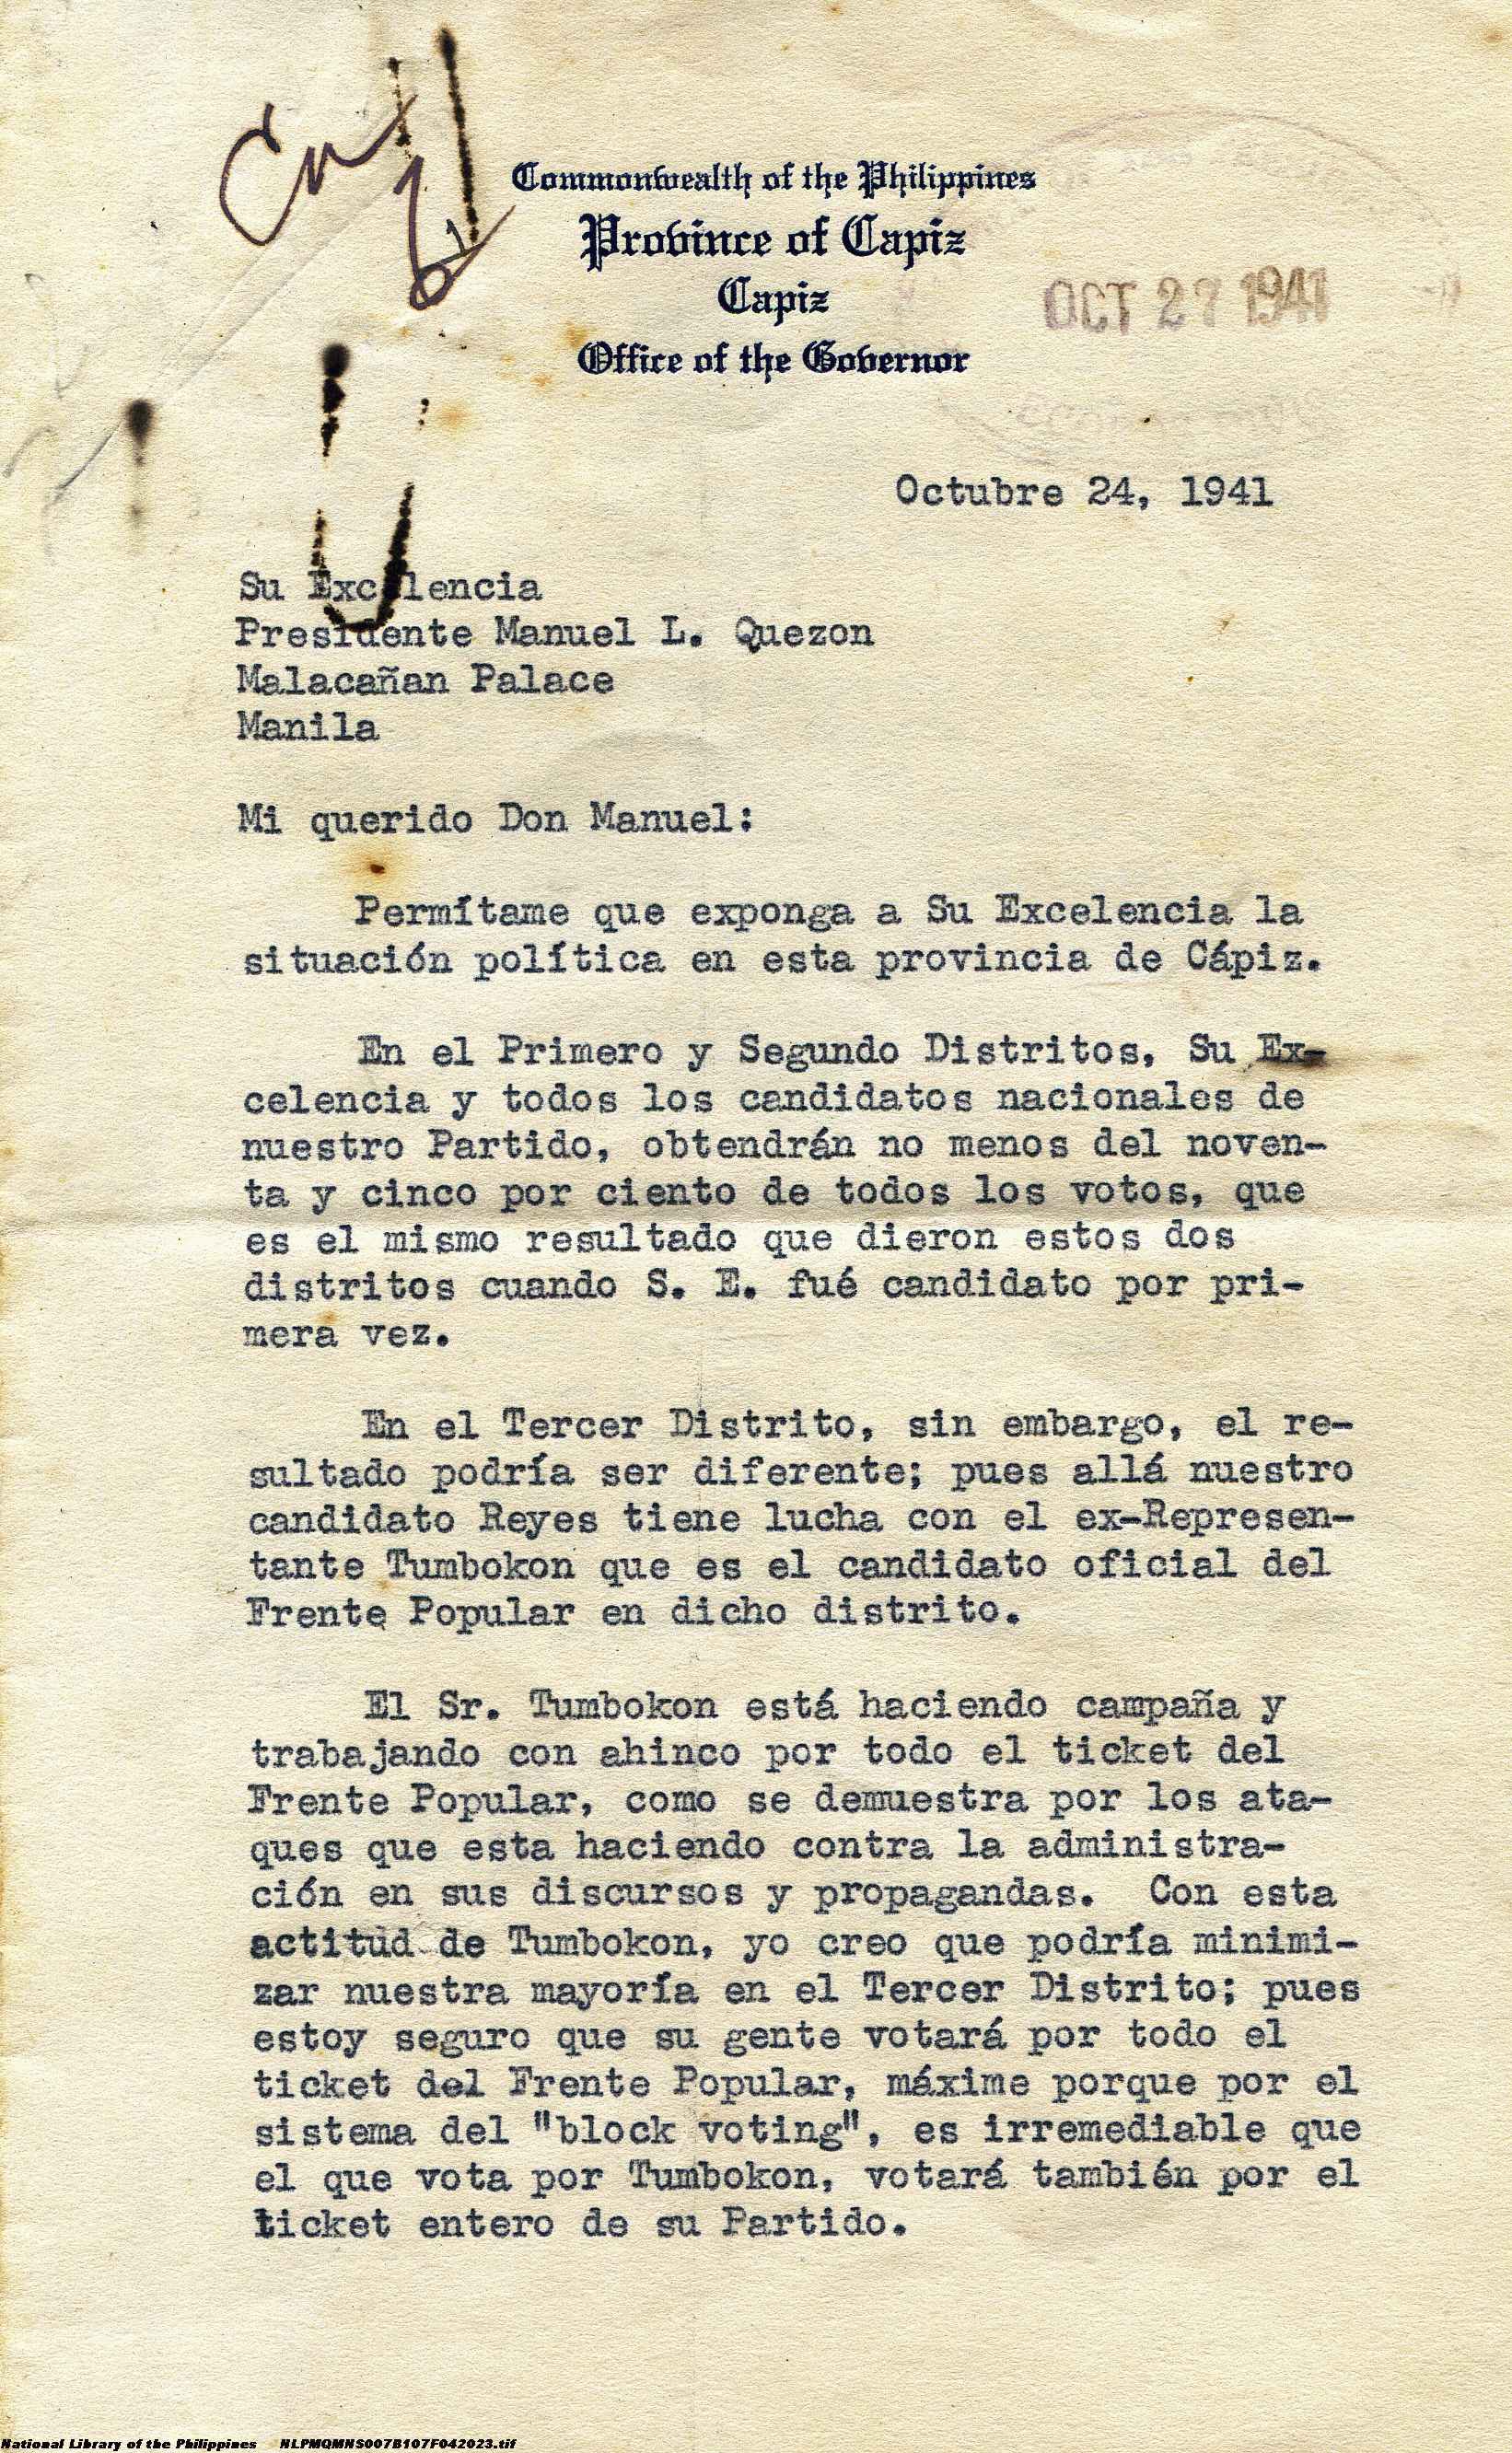 Commonwealth of the Philippines
Province of Capiz
Capiz
Office of the Governor
OCT 27 1941
Octubre 24, 1941
Su Excelencia
Presidente Manuel L. Quezon
Malacañan Palace
Manila
Mi querido Don Manuel:
Permítame que exponga a Su Excelencia la
situación política en esta provincia de Cápiz.
En el Primero y Segundo Distritos, Su Ex-
celencia y todos los candidatos nacionales de
nuestro Partido, obtendrán no menos del noven-
ta y cinco por ciento de todos los votos, que
es el mismo resultado que dieron estos dos
distritos cuando S. E. fué candidato por pri-
mera vez.
En el Tercer Distrito, sin embargo, el re-
sultado podría ser diferente; pues allá nuestro
candidato Reyes tiene lucha con el ex-Represen-
tante Tumbokon que es el candidato oficial del
Frente Popular en dicho distrito.
El Sr. Tumbokon está haciendo campaña y
trabajando con ahinco por todo el ticket del
Frente Popular, como se demuestra por los ata-
ques que esta haciendo contra la administra-
ción en sus discursos y propagandas. Con esta
actitud de Tumbokon, yo creo que podría minimi-
zar nuestra mayoría en el Tercer Distrito; pues
estoy seguro que su gente votará por todo el
ticket del Frente Popular, máxime porque por el
sistema del "block voting", es irremediable que
el que vota por Tumbokon, votará también por el
ticket entero de su Partido.
National Library of the Philippines NLPMQMNS007B107F042023.tif